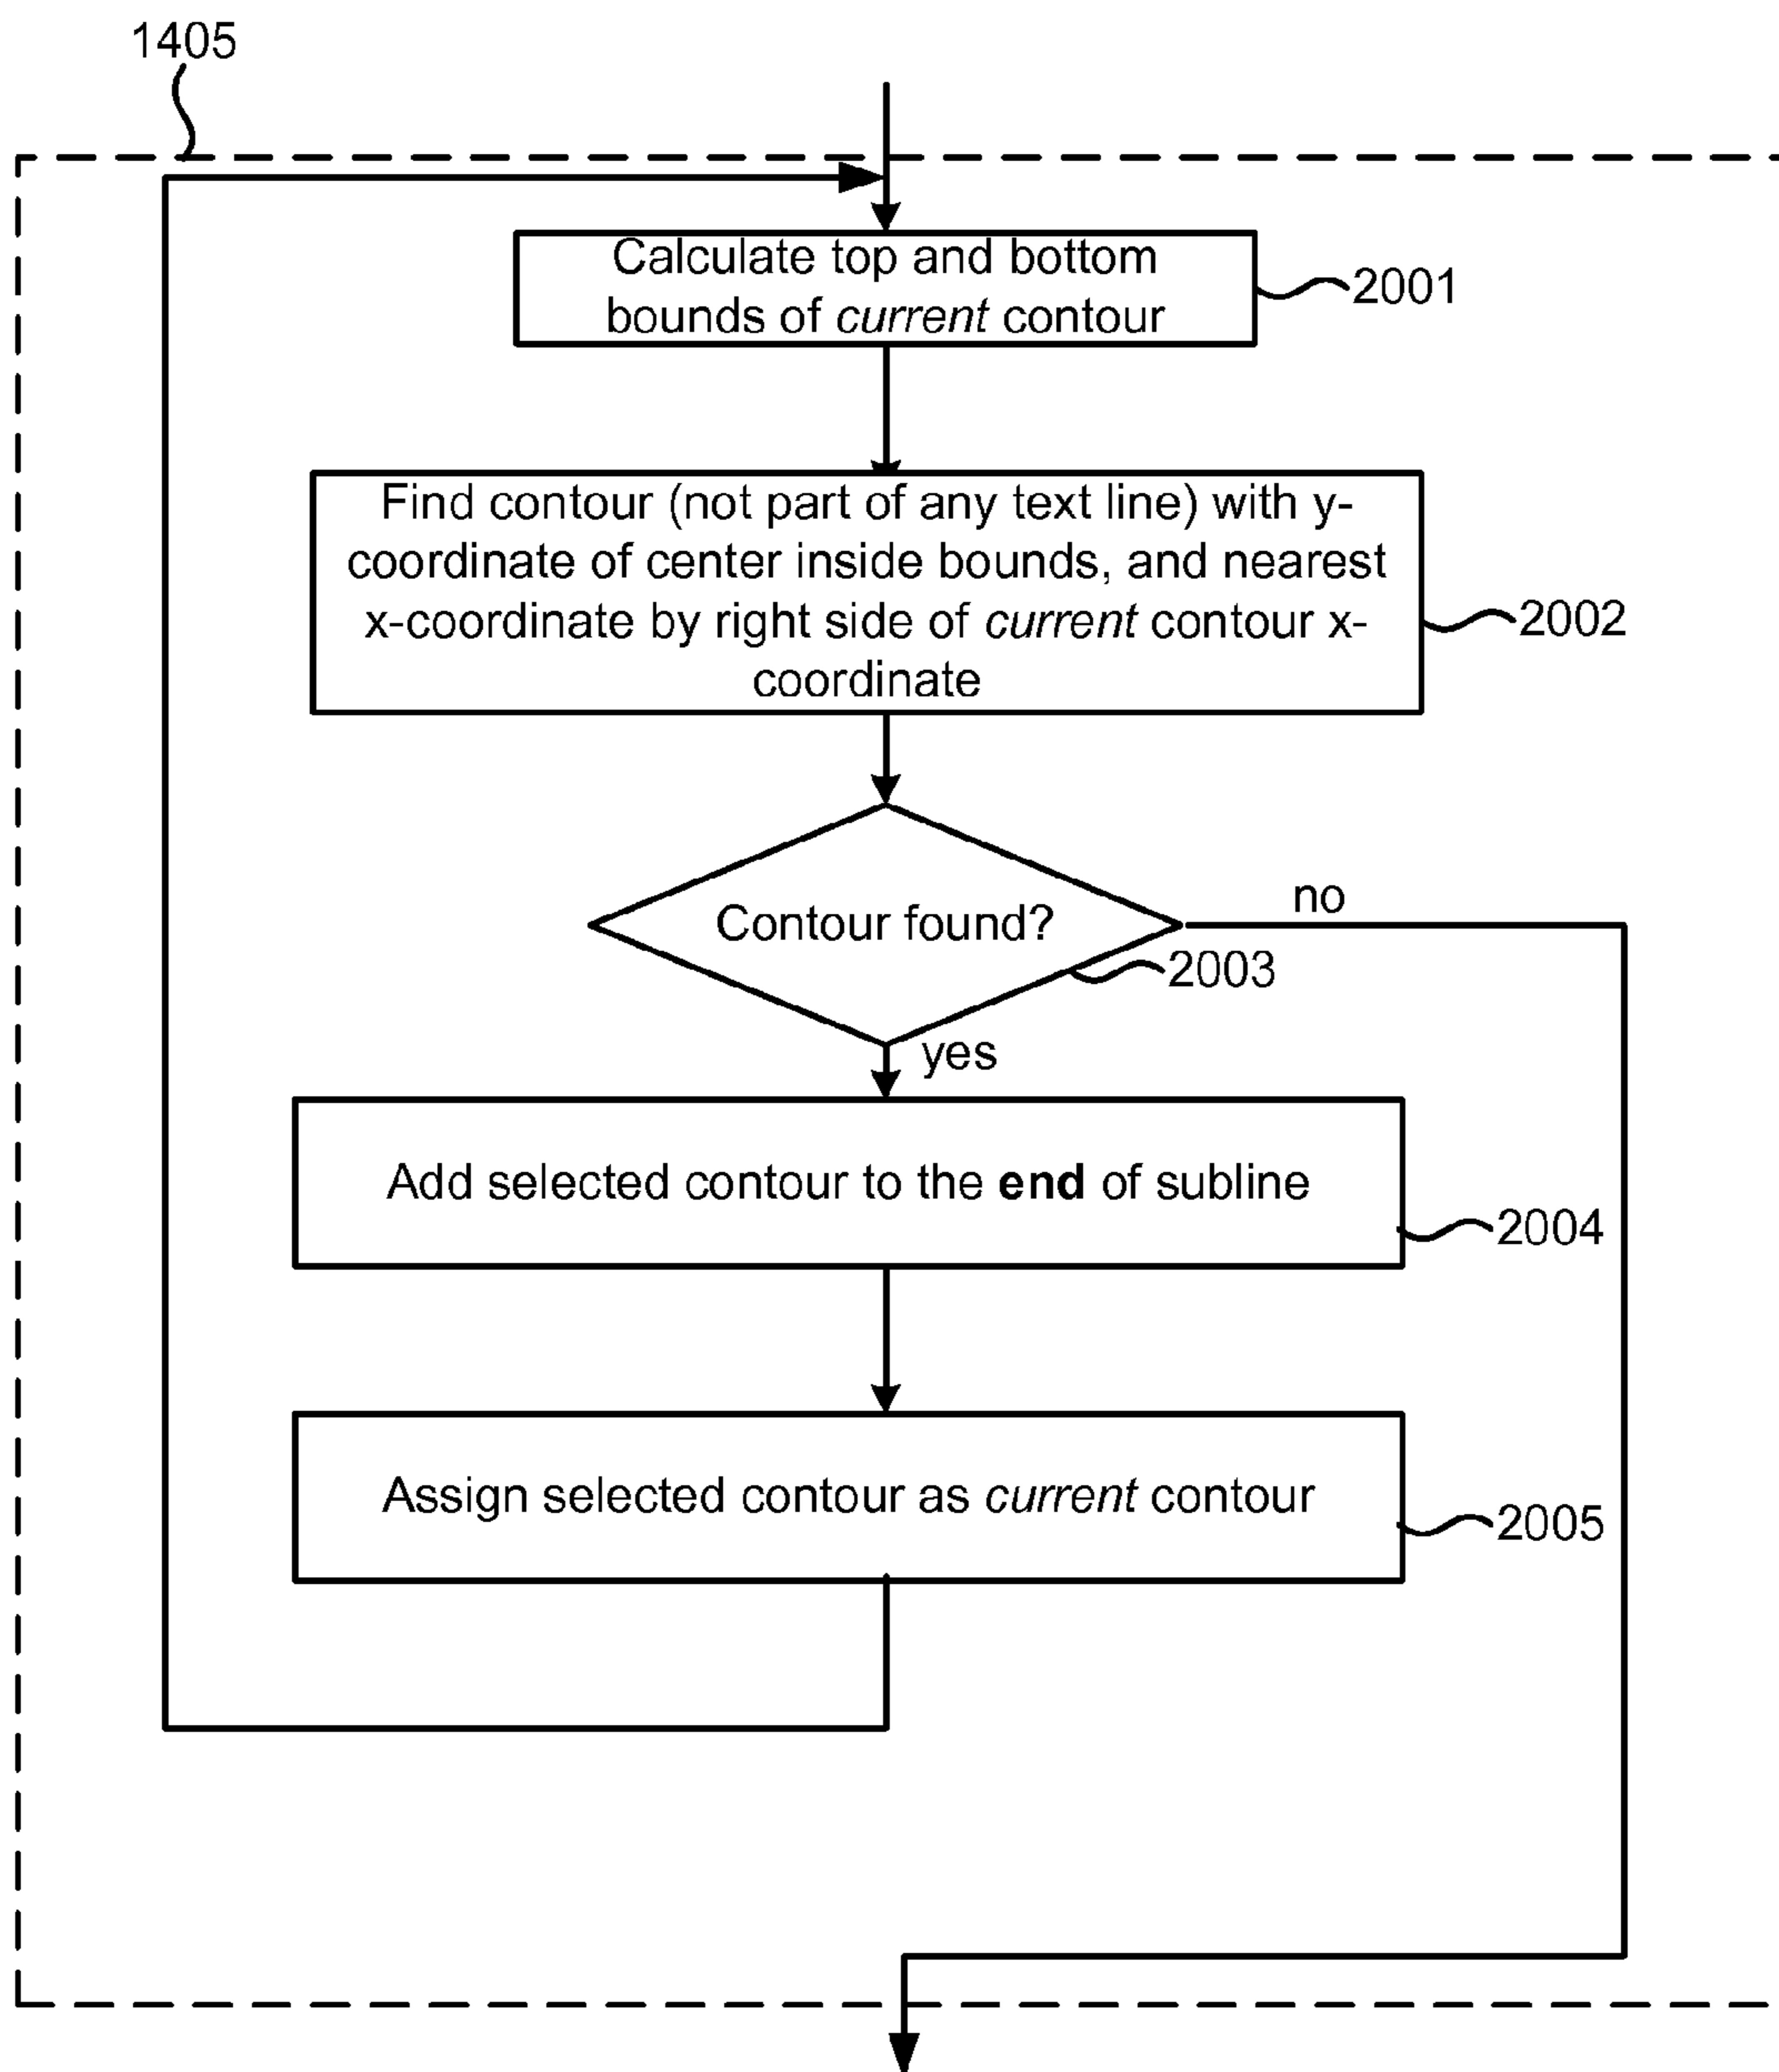 1405
Calculate top and bottom
bounds of current contour
2001
Find contour (not part of any text line) with y-
coordinate of center inside bounds, and nearest
x-coordinate by right side of current contour x-
coordinate
2002
Contour found?
no
2003
yes
Add selected contour to the end of subline
2004
Assign selected contour as current contour
2005